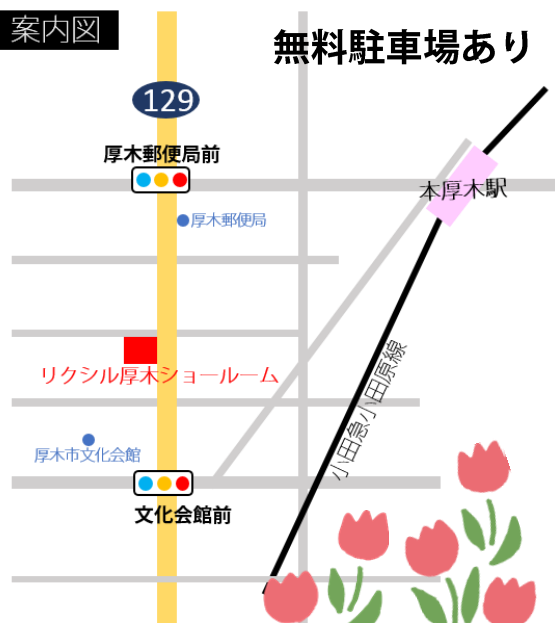 案内図
無料駐車場あり
129
厚木郵便局前
本厚木駅
厚木郵便局
リクシル厚木ショールーム
小田急小田原線
厚木市文化会館
文化会館前